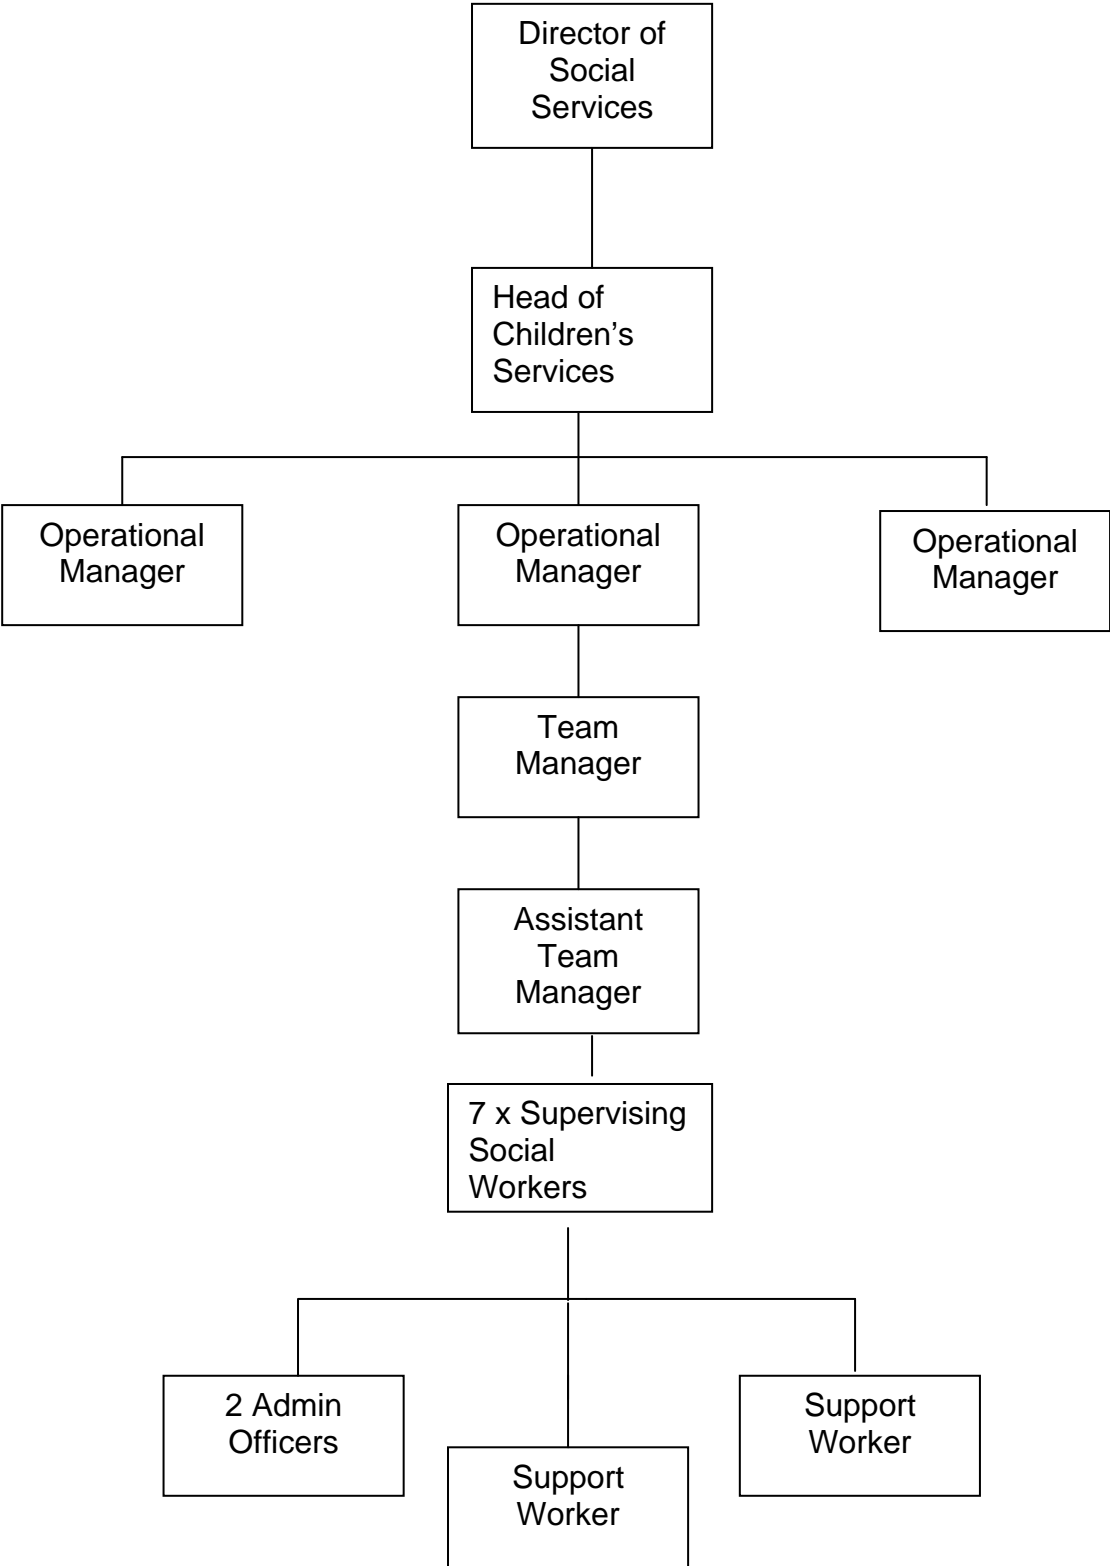 Director of
Social
Services
Head of
Children’s
Services
Operational
Manager
Operational
Manager
Operational
Manager
Team
Manager
Assistant
Team
Manager
7 x Supervising
Social
Workers
2 Admin
Officers
Support
Worker
Support
Worker